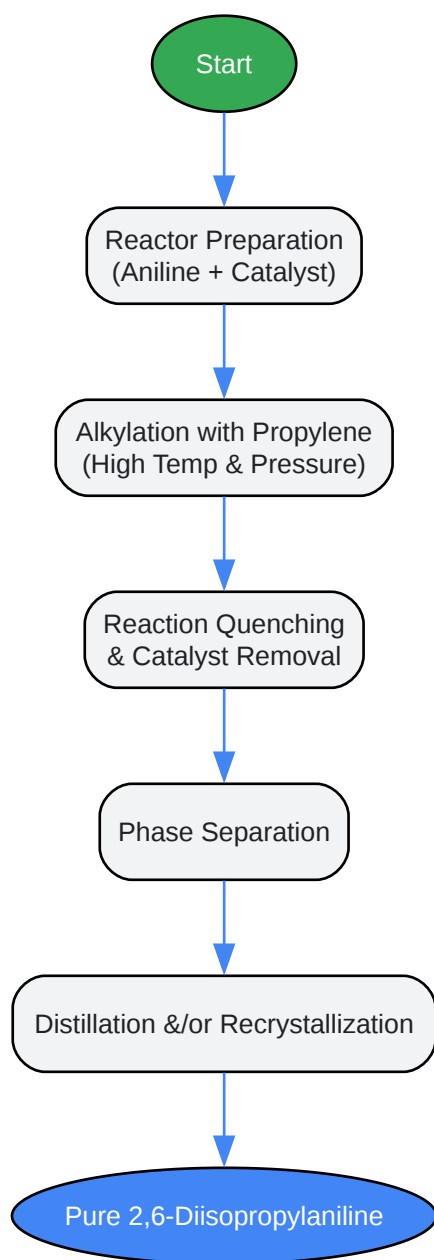 Start
Reactor Preparation
(Aniline + Catalyst)
Alkylation with Propylene
(High Temp & Pressure)
Reaction Quenching
& Catalyst Removal
Phase Separation
Distillation &/or Recrystallization
Pure 2,6-Diisopropylaniline